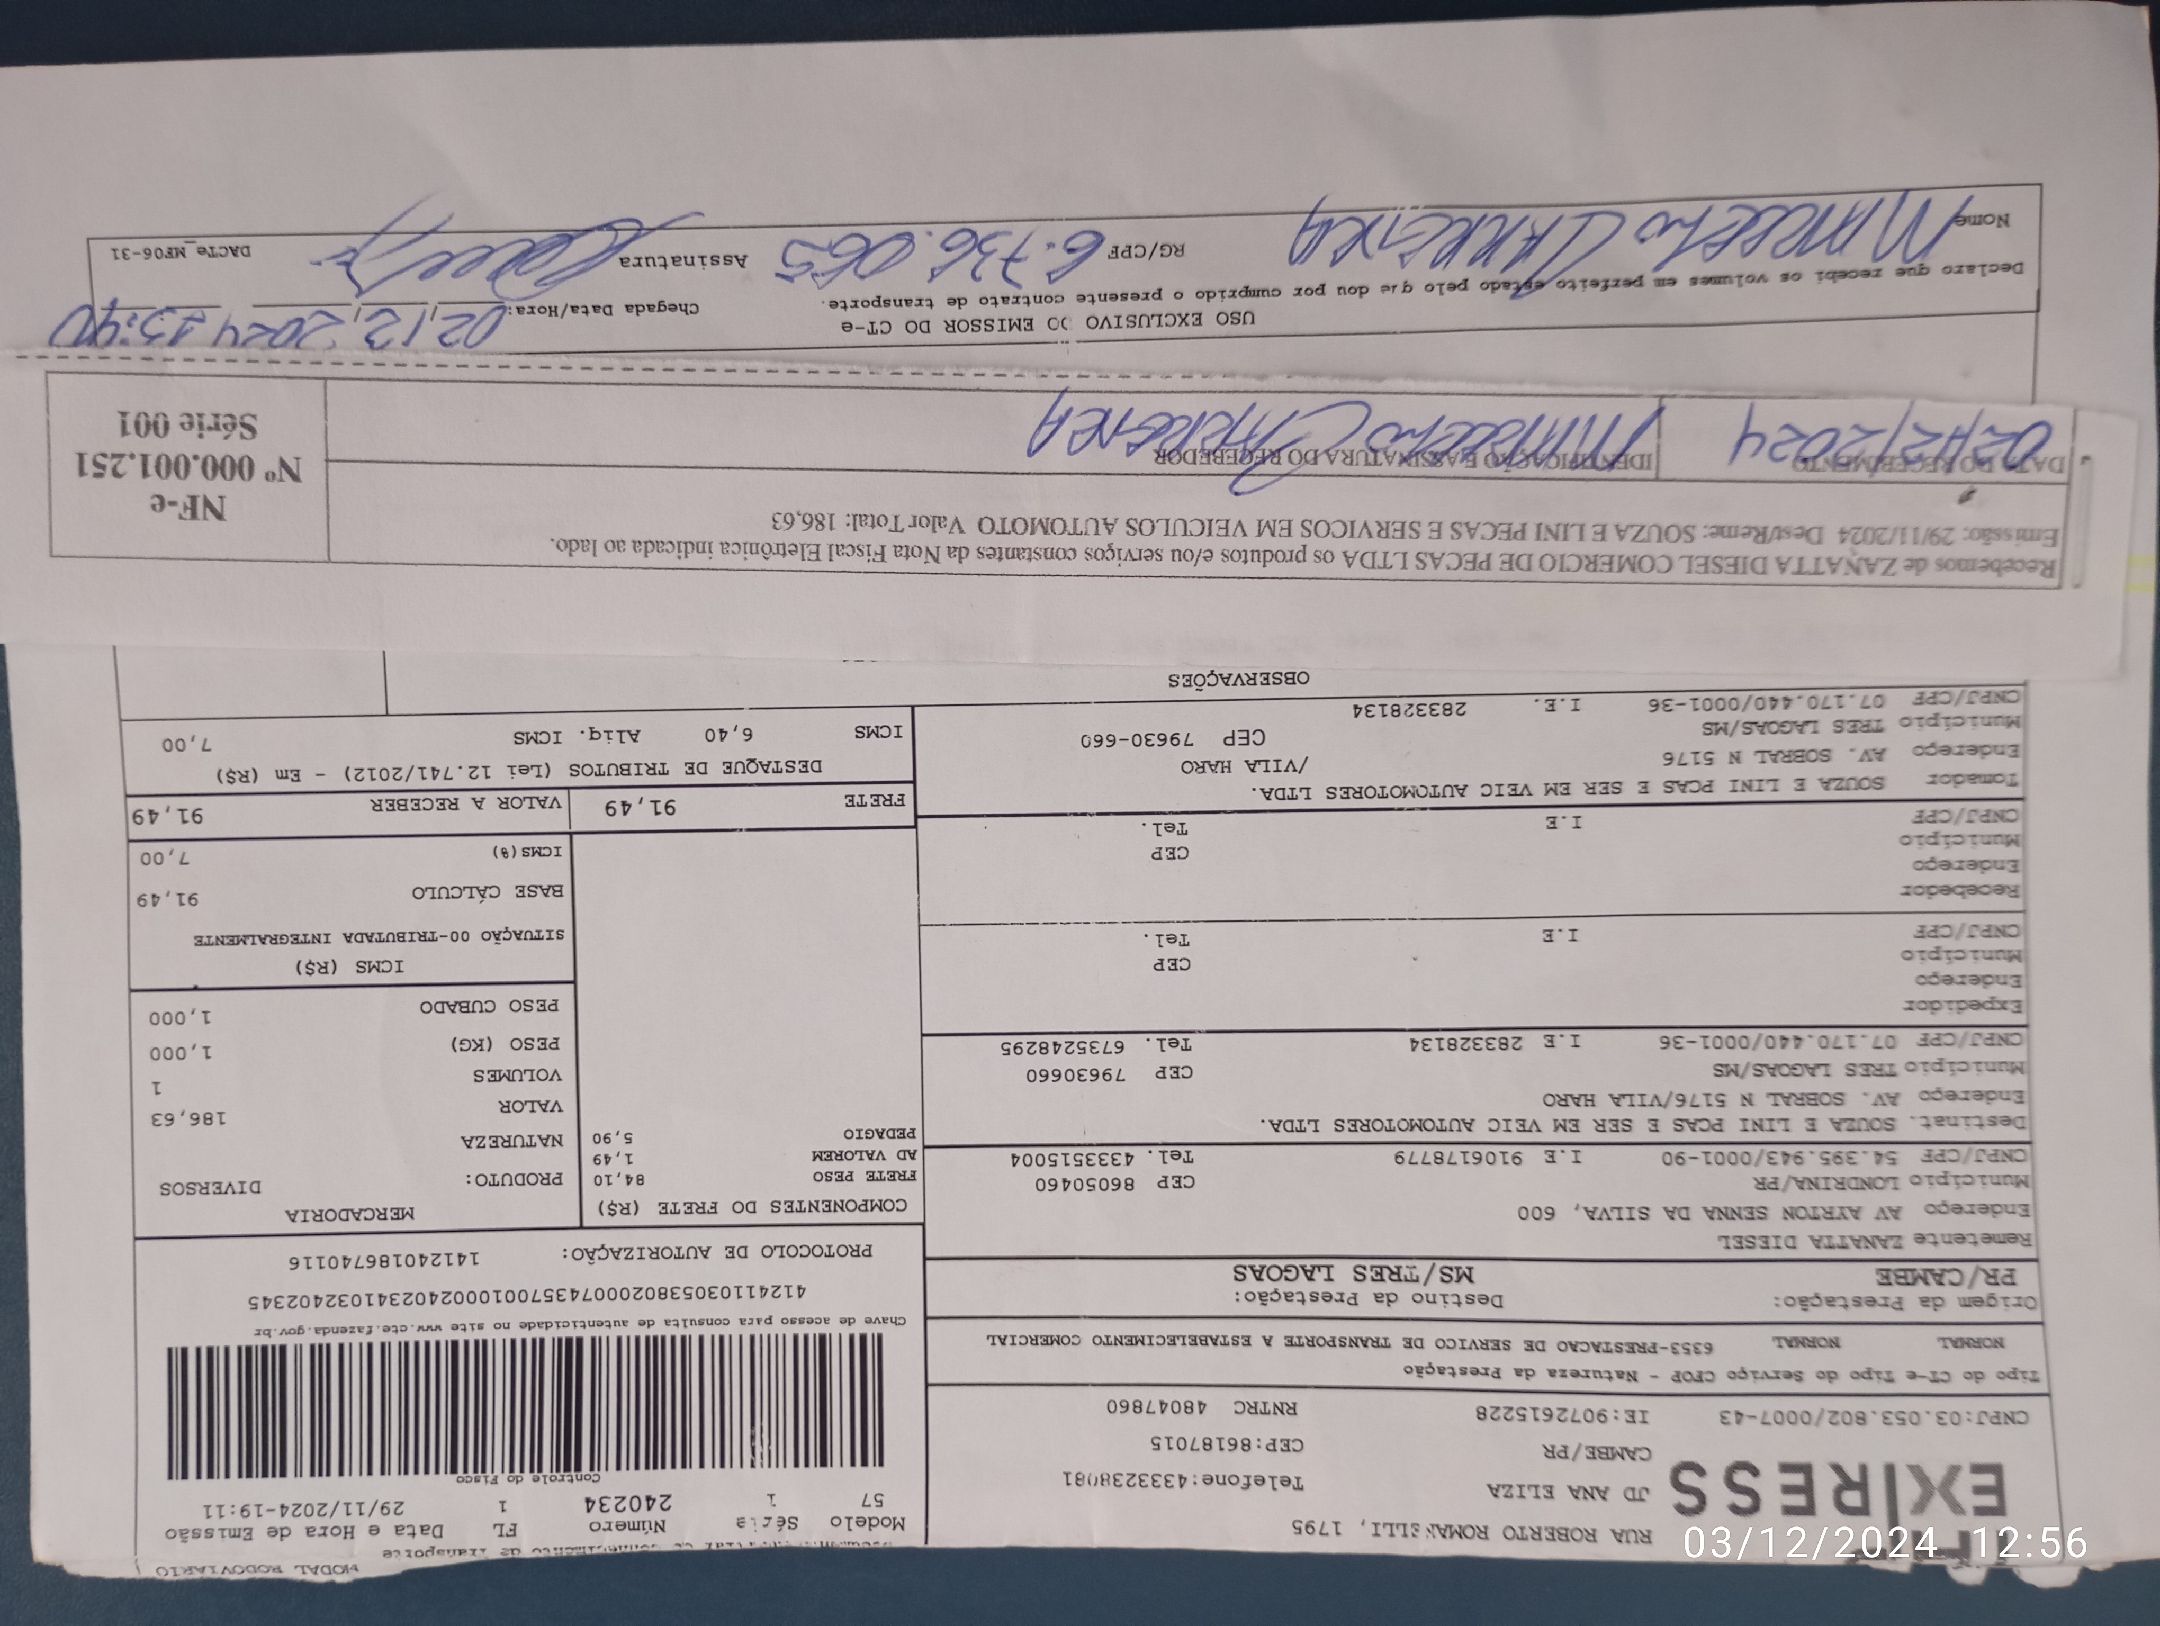 MODAL RODOVIÁRIO
EX|RESS
RUA ROBERTO ROMANELLI, 1795
JD ANA ELIZA Telefone:4333238081
CAMBE/PR CEP:86187015
CNPJ:03.053.802/0007-43 IE:9072615228 RNTRC 48047860
Modelo Série Número FL Data e Hora de Emissão
57 1 240234 1 29/11/2024-19:11
Controle do Fisco
Chave de acesso para consulta de autenticidade no site www.cte.fazenda.gov.br
PROTOCOLO DE AUTORIZAÇÃO: 141240186740116
Tipo do CT-e Tipo do Serviço CFOP - Natureza da Prestação
NORMAL NORMAL 6353-PRESTACAO DE SERVICO DE TRANSPORTE A ESTABELECIMENTO COMERCIAL
Origem da Prestação: Destino da Prestação:
PR/CAMBE MS/TRES LAGOAS
Remetente ZANATTA DIESEL
Endereço AV AYRTON SENNA DA SILVA, 600
Município LONDRINA/PR CEP 86050460
CNPJ/CPF 54.395.943/0001-90 I.E 9106178779 Tel. 4333515004
Destinat. SOUZA E LINI PCAS E SER EM VEIC AUTOMOTORES LTDA.
Endereço AV. SOBRAL N 5176/VILA HARO
Município TRES LAGOAS/MS CEP 79630660
CNPJ/CPF 07.170.440/0001-36 I.E 283328134 Tel. 6735248295
Expedidor
Endereço
Município CEP
CNPJ/CPF I.E Tel.
Recebedor
Endereço
Município CEP
CNPJ/CPF I.E Tel.
Tomador SOUZA E LINI PCAS E SER EM VEIC AUTOMOTORES LTDA.
Endereço AV. SOBRAL N 5176 /VILA HARO
Município TRES LAGOAS/MS CEP 79630-660
CNPJ/CPF 07.170.440/0001-36 I.E. 283328134
COMPONENTES DO FRETE (R$)
FRETE PESO 84,10
AD VALOREM 1,49
PEDAGIO 5,90
MERCADORIA
PRODUTO: DIVERSOS
NATUREZA
VALOR 186,63
VOLUMES 1
PESO (KG) 1,000
PESO CUBADO 1,000
ICMS (R$)
SITUAÇÃO 00-TRIBUTADA INTEGRALMENTE
BASE CÁLCULO 91,49
ICMS(%) 7,00
FRETE 91,49 VALOR A RECEBER 91,49
DESTAQUE DE TRIBUTOS (Lei 12.741/2012) - Em (R$)
ICMS 6,40 Aliq. ICMS 7,00
OBSERVAÇÕES
Recebemos de ZANATTA DIESEL COMERCIO DE PECAS LTDA os produtos e/ou serviços constantes da Nota Fiscal Eletrônica indicada ao lado.
Emissão: 29/11/2024 Dest/Reme: SOUZA E LINI PECAS E SERVICOS EM VEICULOS AUTOMOTO Valor Total: 186,63
DATA DO RECEBIMENTO IDENTIFICAÇÃO E ASSINATURA DO RECEBEDOR
02/12/2024
NF-e
Nº 000.001.251
Série 001
USO EXCLUSIVO DO EMISSOR DO CT-e
Declaro que recebi os volumes em perfeito estado pelo que dou por cumprido o presente contrato de transporte.
Chegada Data/Hora: 02/12/2024
Nome RG/CPF 6.736.065 Assinatura
DACTe_MF06-31
03/12/2024 12:56